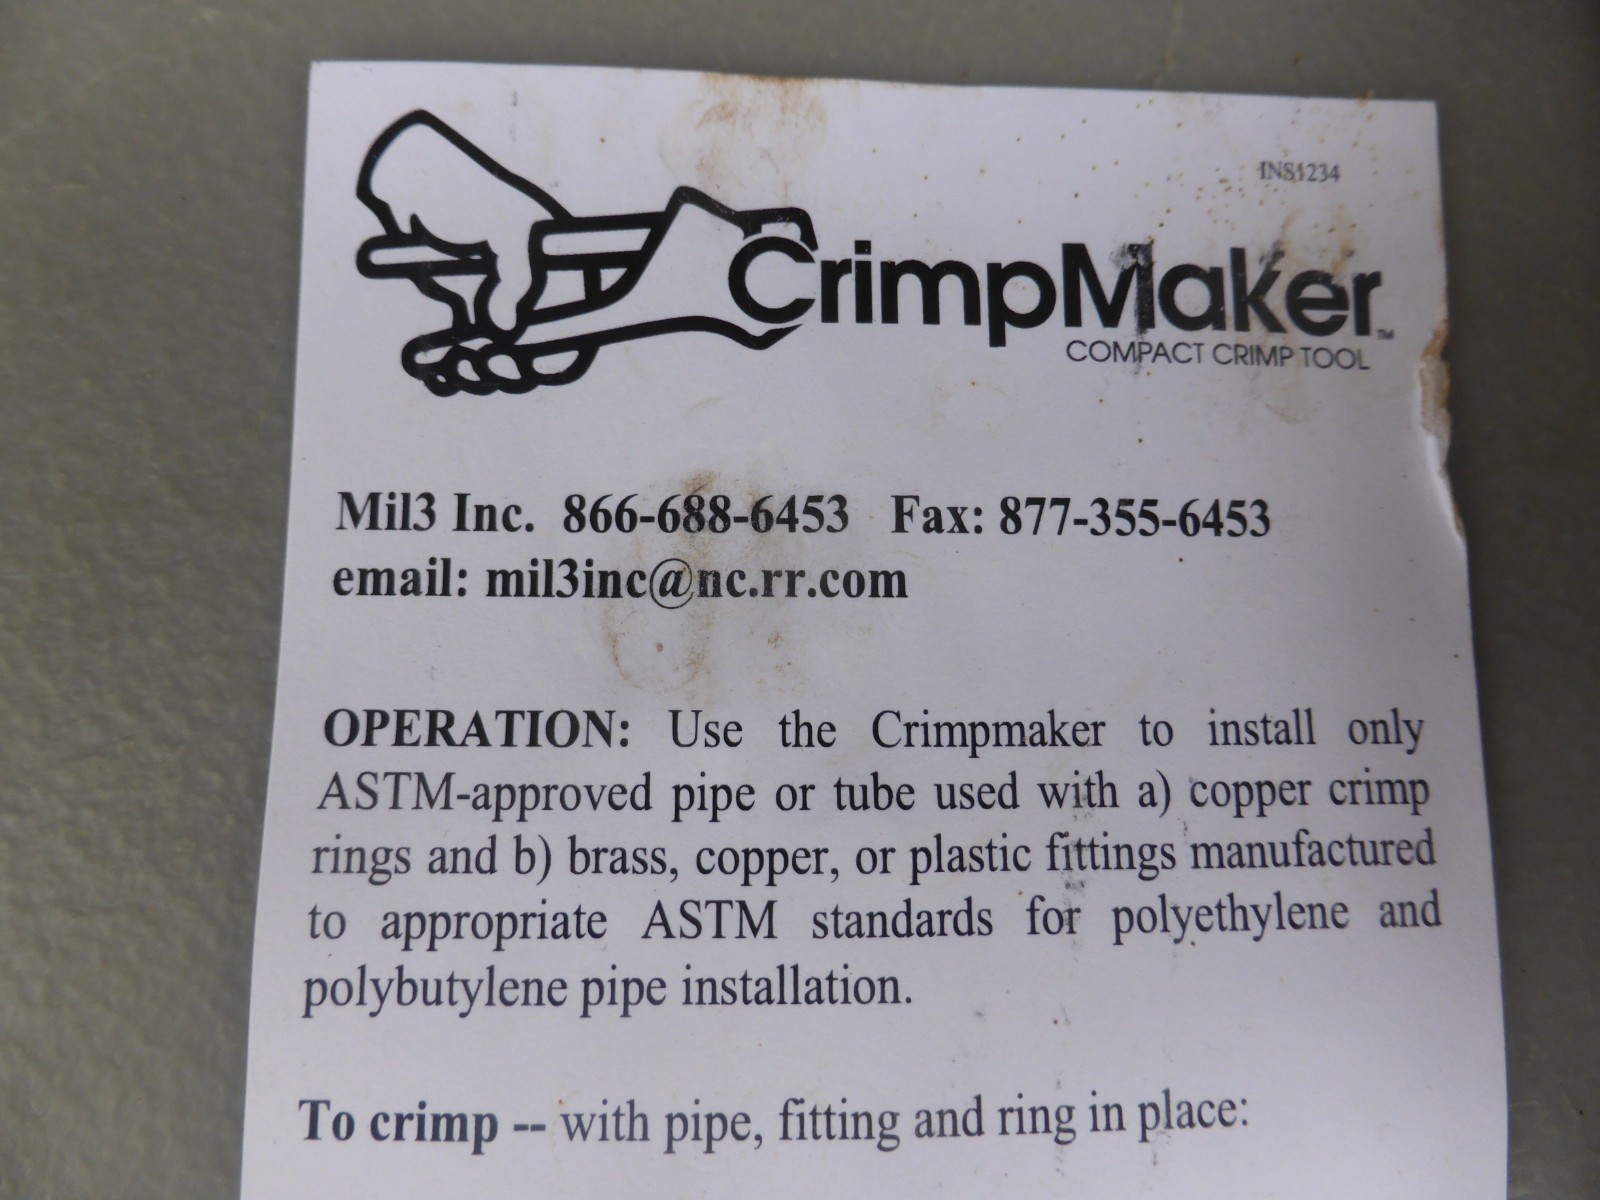 INS1234
CrimpMaker™
COMPACT CRIMP TOOL
Mil3 Inc. 866-688-6453 Fax: 877-355-6453
email: mil3inc@nc.rr.com
OPERATION: Use the Crimpmaker to install only
ASTM-approved pipe or tube used with a) copper crimp
rings and b) brass, copper, or plastic fittings manufactured
to appropriate ASTM standards for polyethylene and
polybutylene pipe installation.
To crimp -- with pipe, fitting and ring in place: